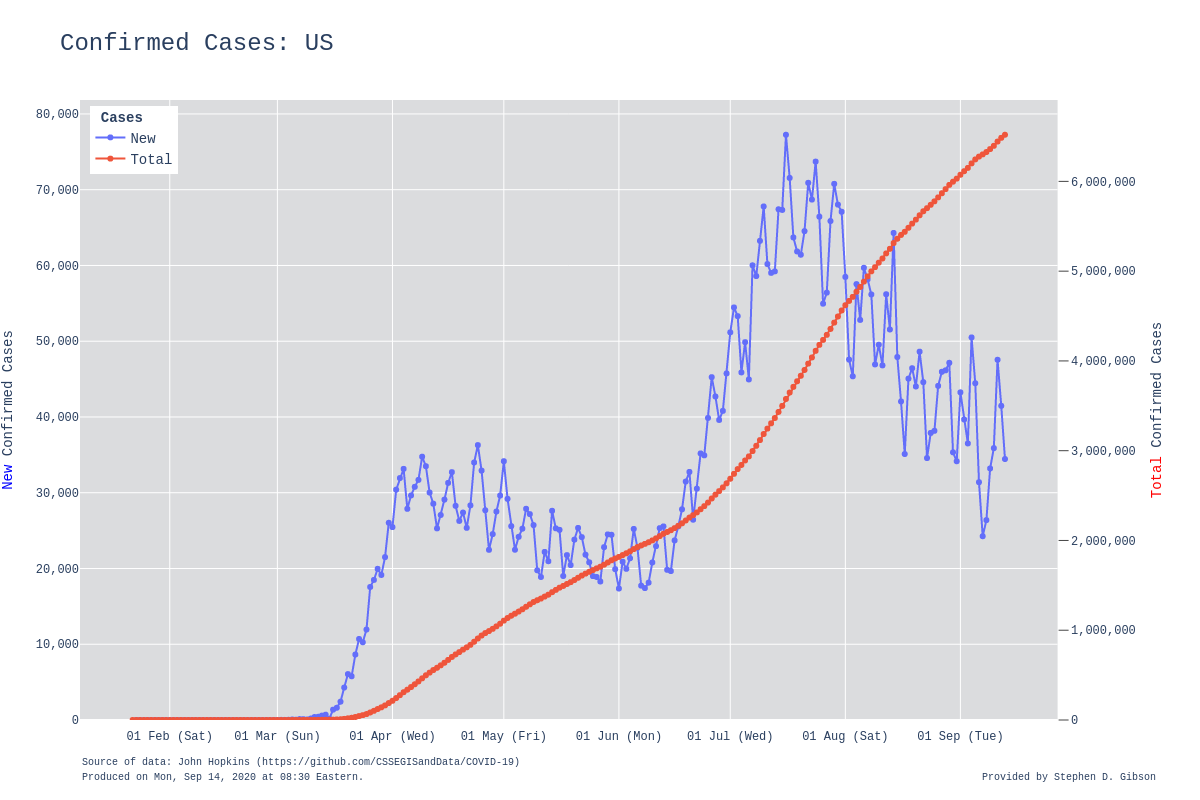 Confirmed Cases: US
Cases
New
Total
80,000
70,000
60,000
50,000
40,000
30,000
20,000
10,000
0
New Confirmed Cases
6,000,000
5,000,000
4,000,000
3,000,000
2,000,000
1,000,000
0
Total Confirmed Cases
01 Feb (Sat) 01 Mar (Sun) 01 Apr (Wed) 01 May (Fri) 01 Jun (Mon) 01 Jul (Wed) 01 Aug (Sat) 01 Sep (Tue)
Source of data: John Hopkins (https://github.com/CSSEGISandData/COVID-19)
Produced on Mon, Sep 14, 2020 at 08:30 Eastern.
Provided by Stephen D. Gibson